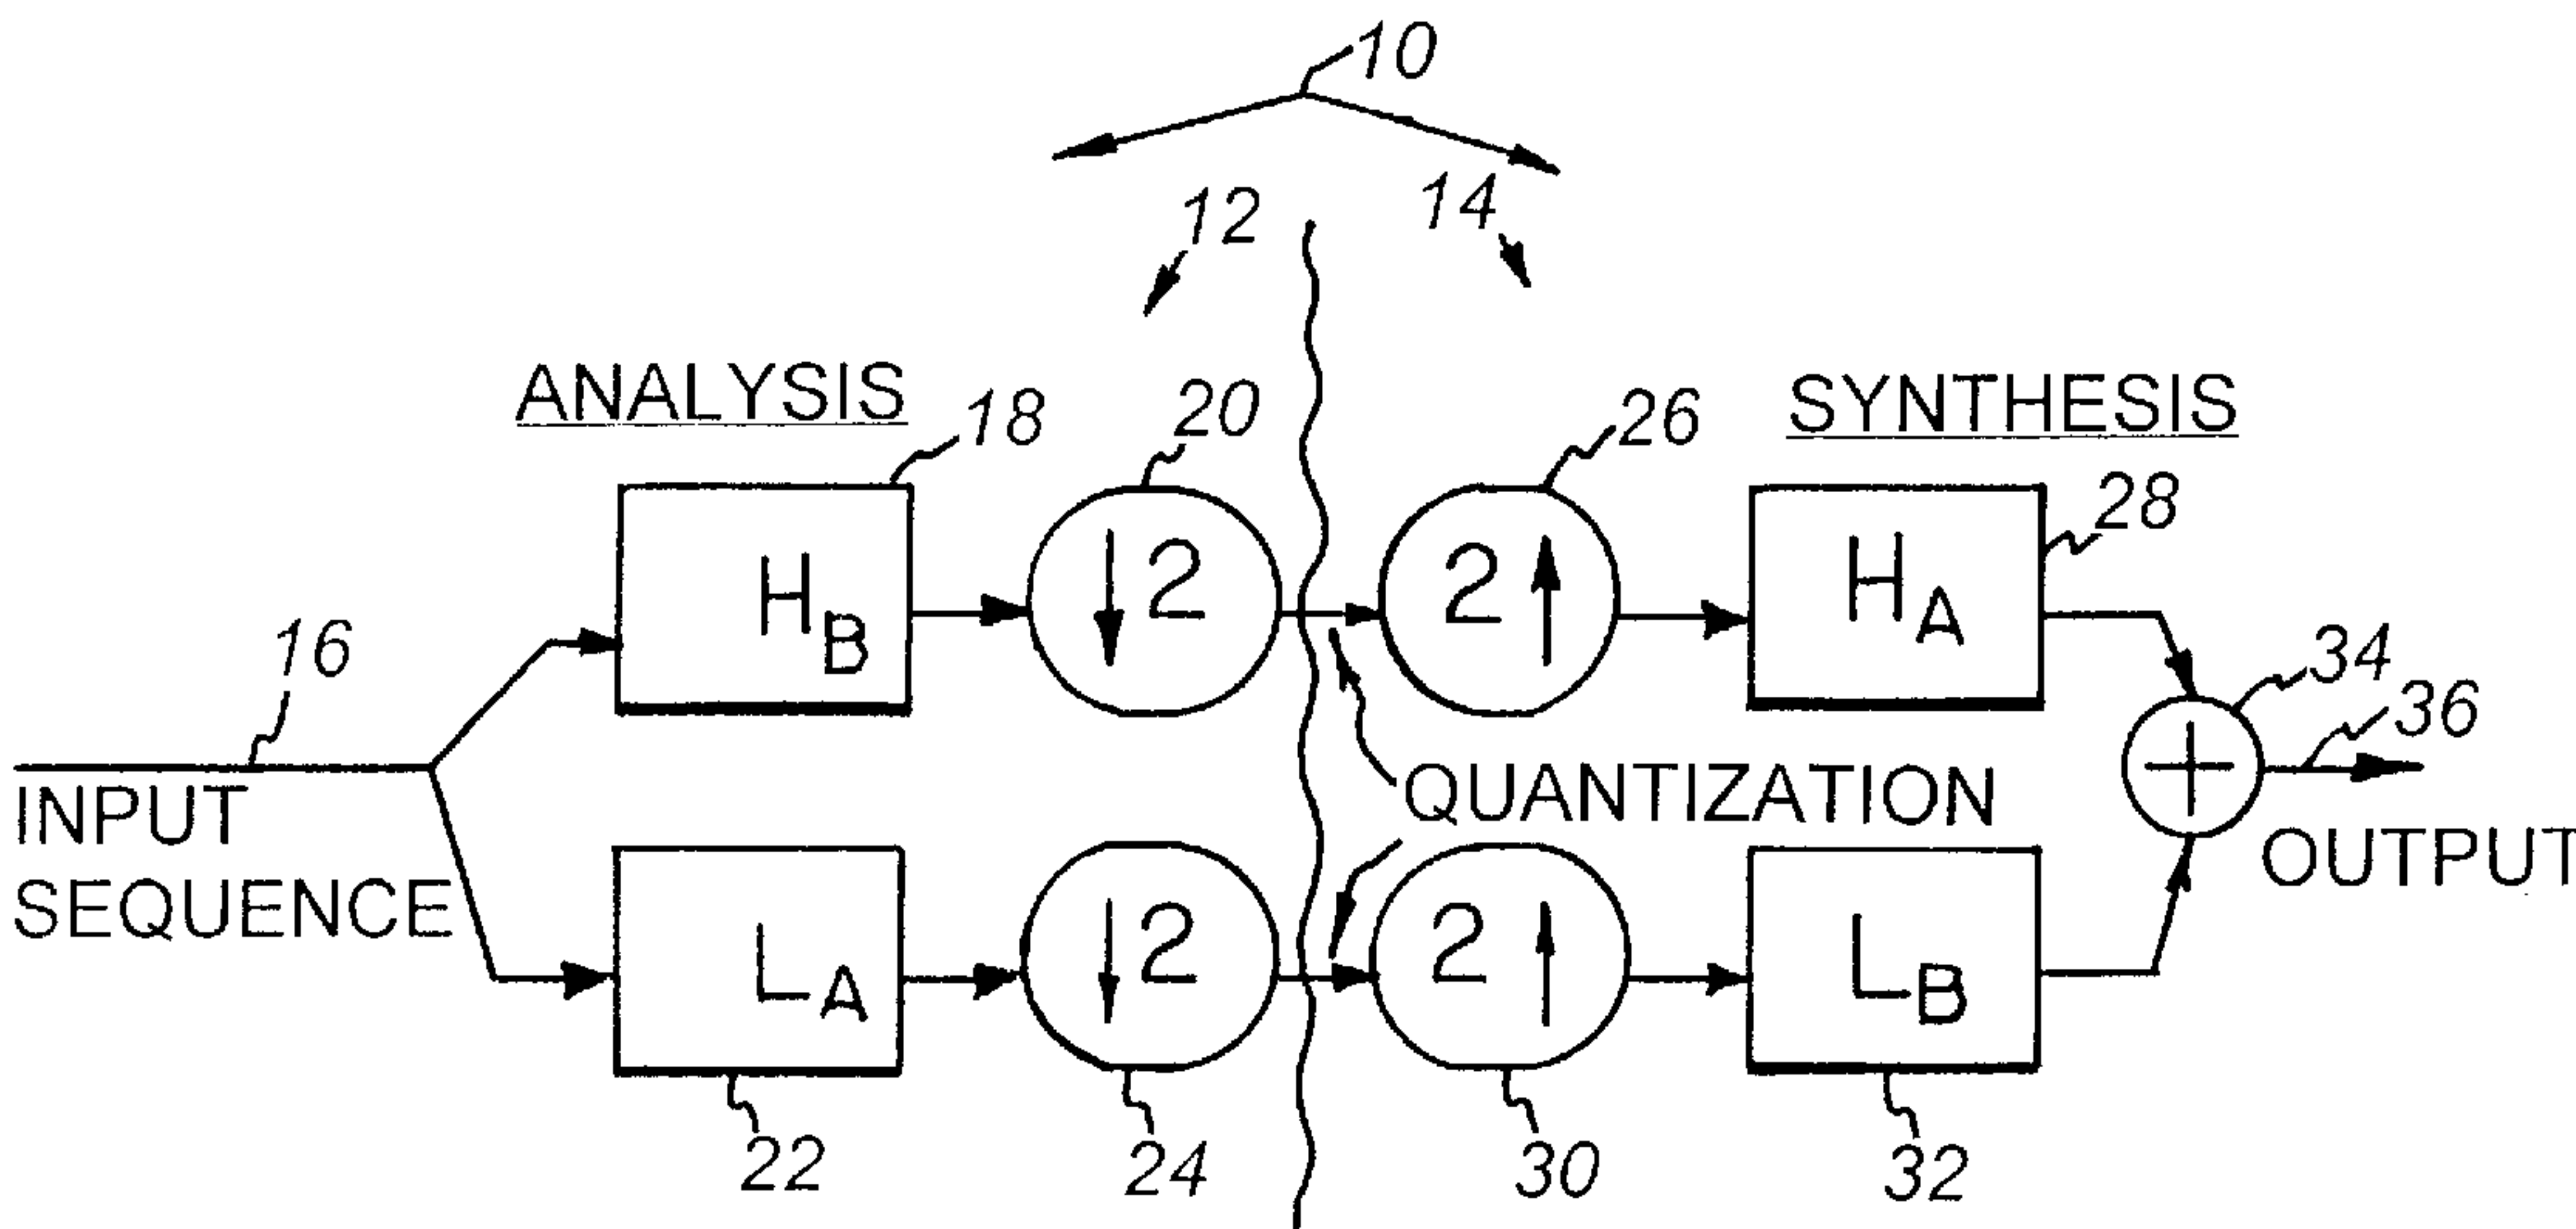 10
12
14
ANALYSIS
SYNTHESIS
18
20
26
28
H_B
↓2
2↑
H_A
16
34
36
INPUT
SEQUENCE
QUANTIZATION
OUTPUT
L_A
↓2
2↑
L_B
22
24
30
32